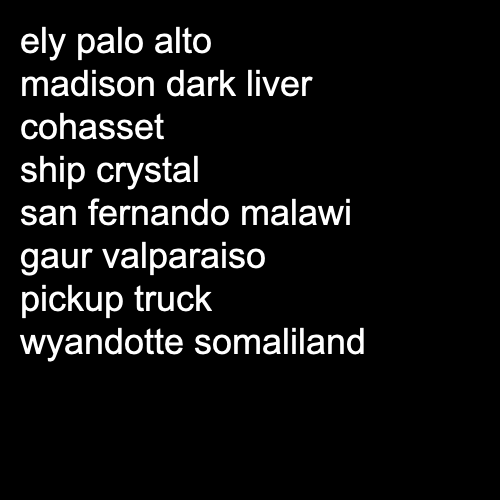 ely palo alto
madison dark liver
cohasset
ship crystal
san fernando malawi
gaur valparaiso
pickup truck
wyandotte somaliland